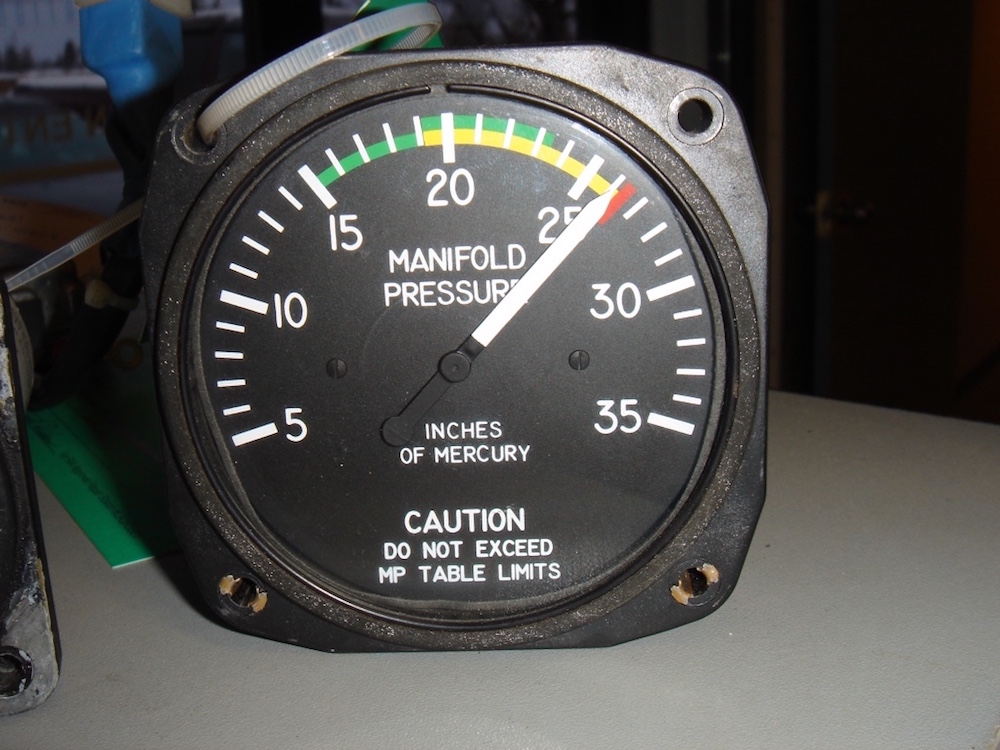 20
15
25
MANIFOLD
PRESSURE
10
30
5
35
INCHES
OF MERCURY
CAUTION
DO NOT EXCEED
MP TABLE LIMITS